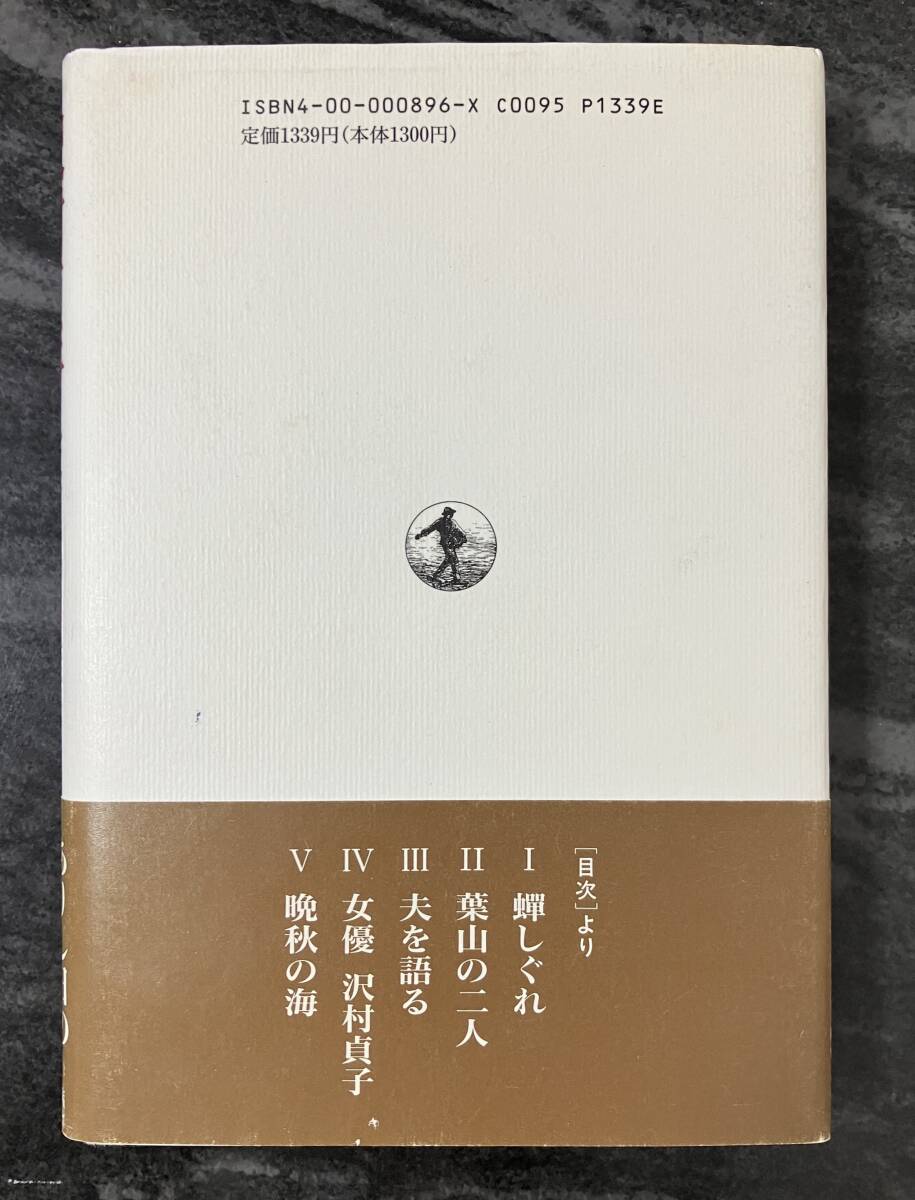 ISBN4-00-000896-X C0095 P1339E
定価1339円(本体1300円)
[目次]より
I 蟬しぐれ
II 葉山の二人
III 夫を語る
IV 女優 沢村貞子
V 晩秋の海